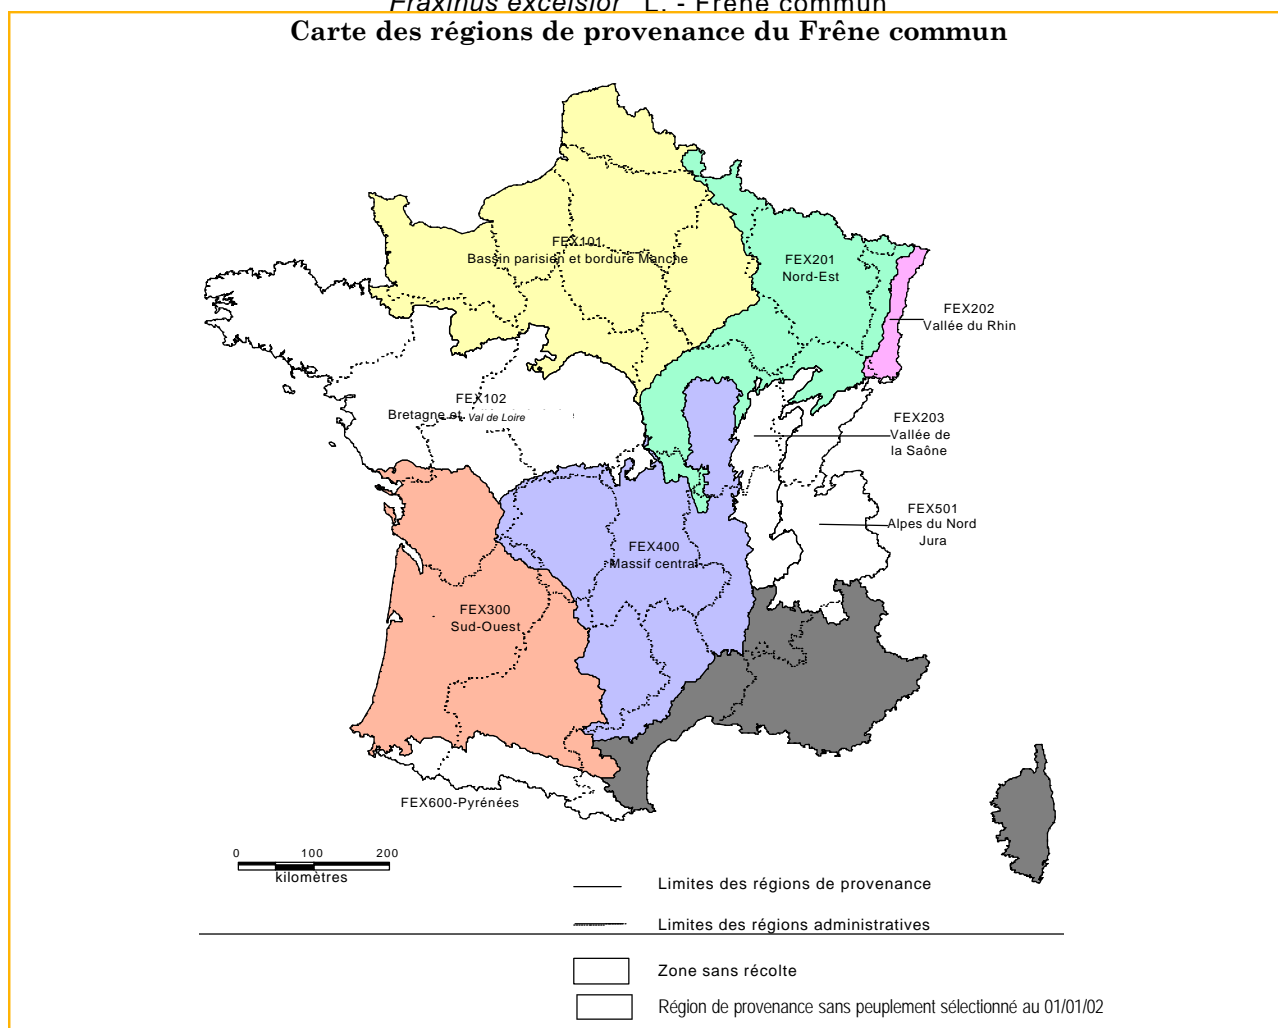 Fraxinus excelsior L. - Frêne commun
Carte des régions de provenance du Frêne commun
FEX101
Bassin parisien et bordure Manche
FEX201
Nord-Est
FEX202
Vallée du Rhin
FEX102
Bretagne et Val de Loire
FEX203
Vallée de
la Saône
FEX501
Alpes du Nord
Jura
FEX400
Massif central
FEX300
Sud-Ouest
FEX600-Pyrénées
0 100 200
kilomètres
Limites des régions de provenance
Limites des régions administratives
Zone sans récolte
Région de provenance sans peuplement sélectionné au 01/01/02